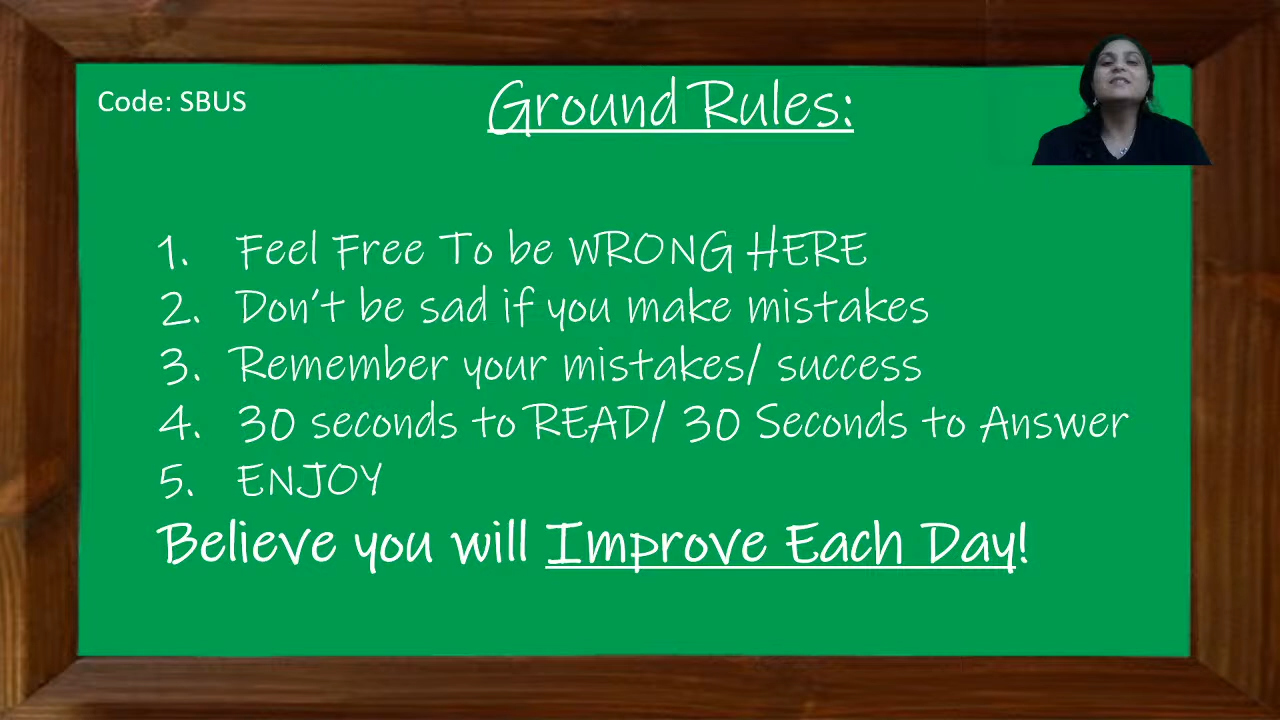 Code: SBUS
Ground Rules:
1. Feel Free To be WRONG HERE
2. Don't be sad if you make mistakes
3. Remember your mistakes/ success
4. 30 seconds to READ/ 30 Seconds to Answer
5. ENJOY
Believe you will Improve Each Day!